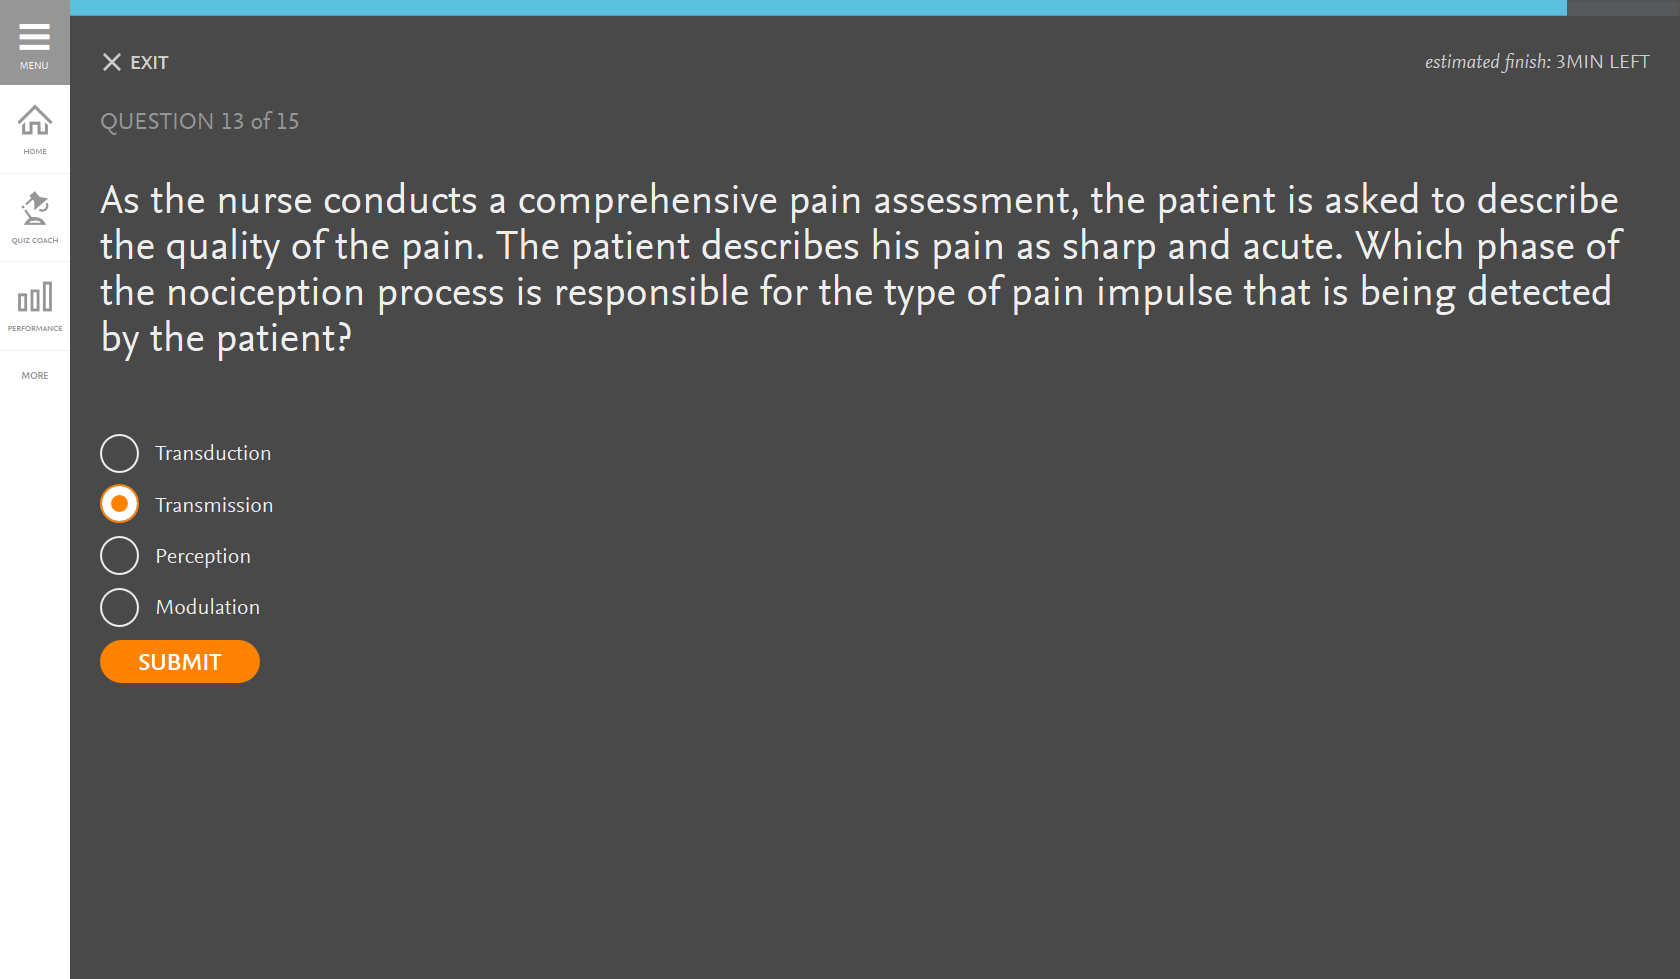 MENU
EXIT
estimated finish: 3MIN LEFT
HOME
QUIZ COACH
PERFORMANCE
MORE
QUESTION 13 of 15
As the nurse conducts a comprehensive pain assessment, the patient is asked to describe
the quality of the pain. The patient describes his pain as sharp and acute. Which phase of
the nociception process is responsible for the type of pain impulse that is being detected
by the patient?
Transduction
Transmission
Perception
Modulation
SUBMIT